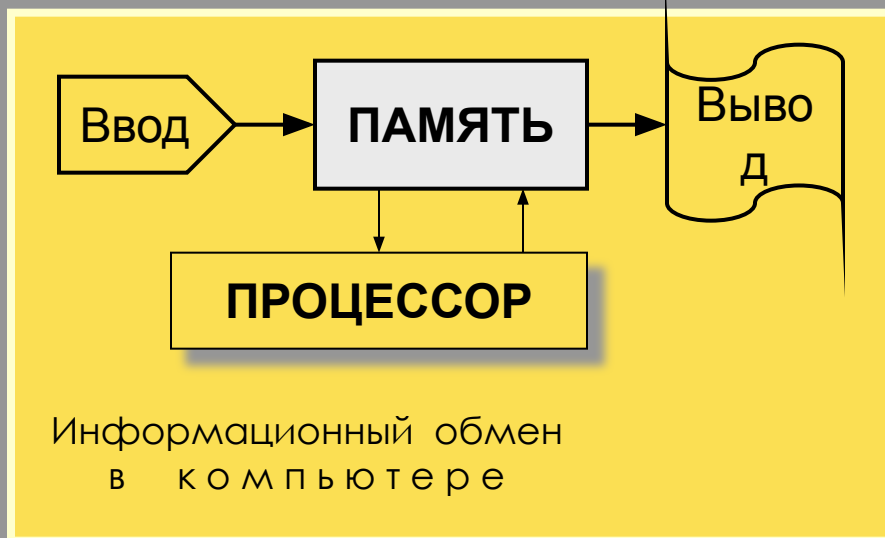 Ввод
ПАМЯТЬ
Выво
д
ПРОЦЕССОР
Информационный обмен
в компьютере